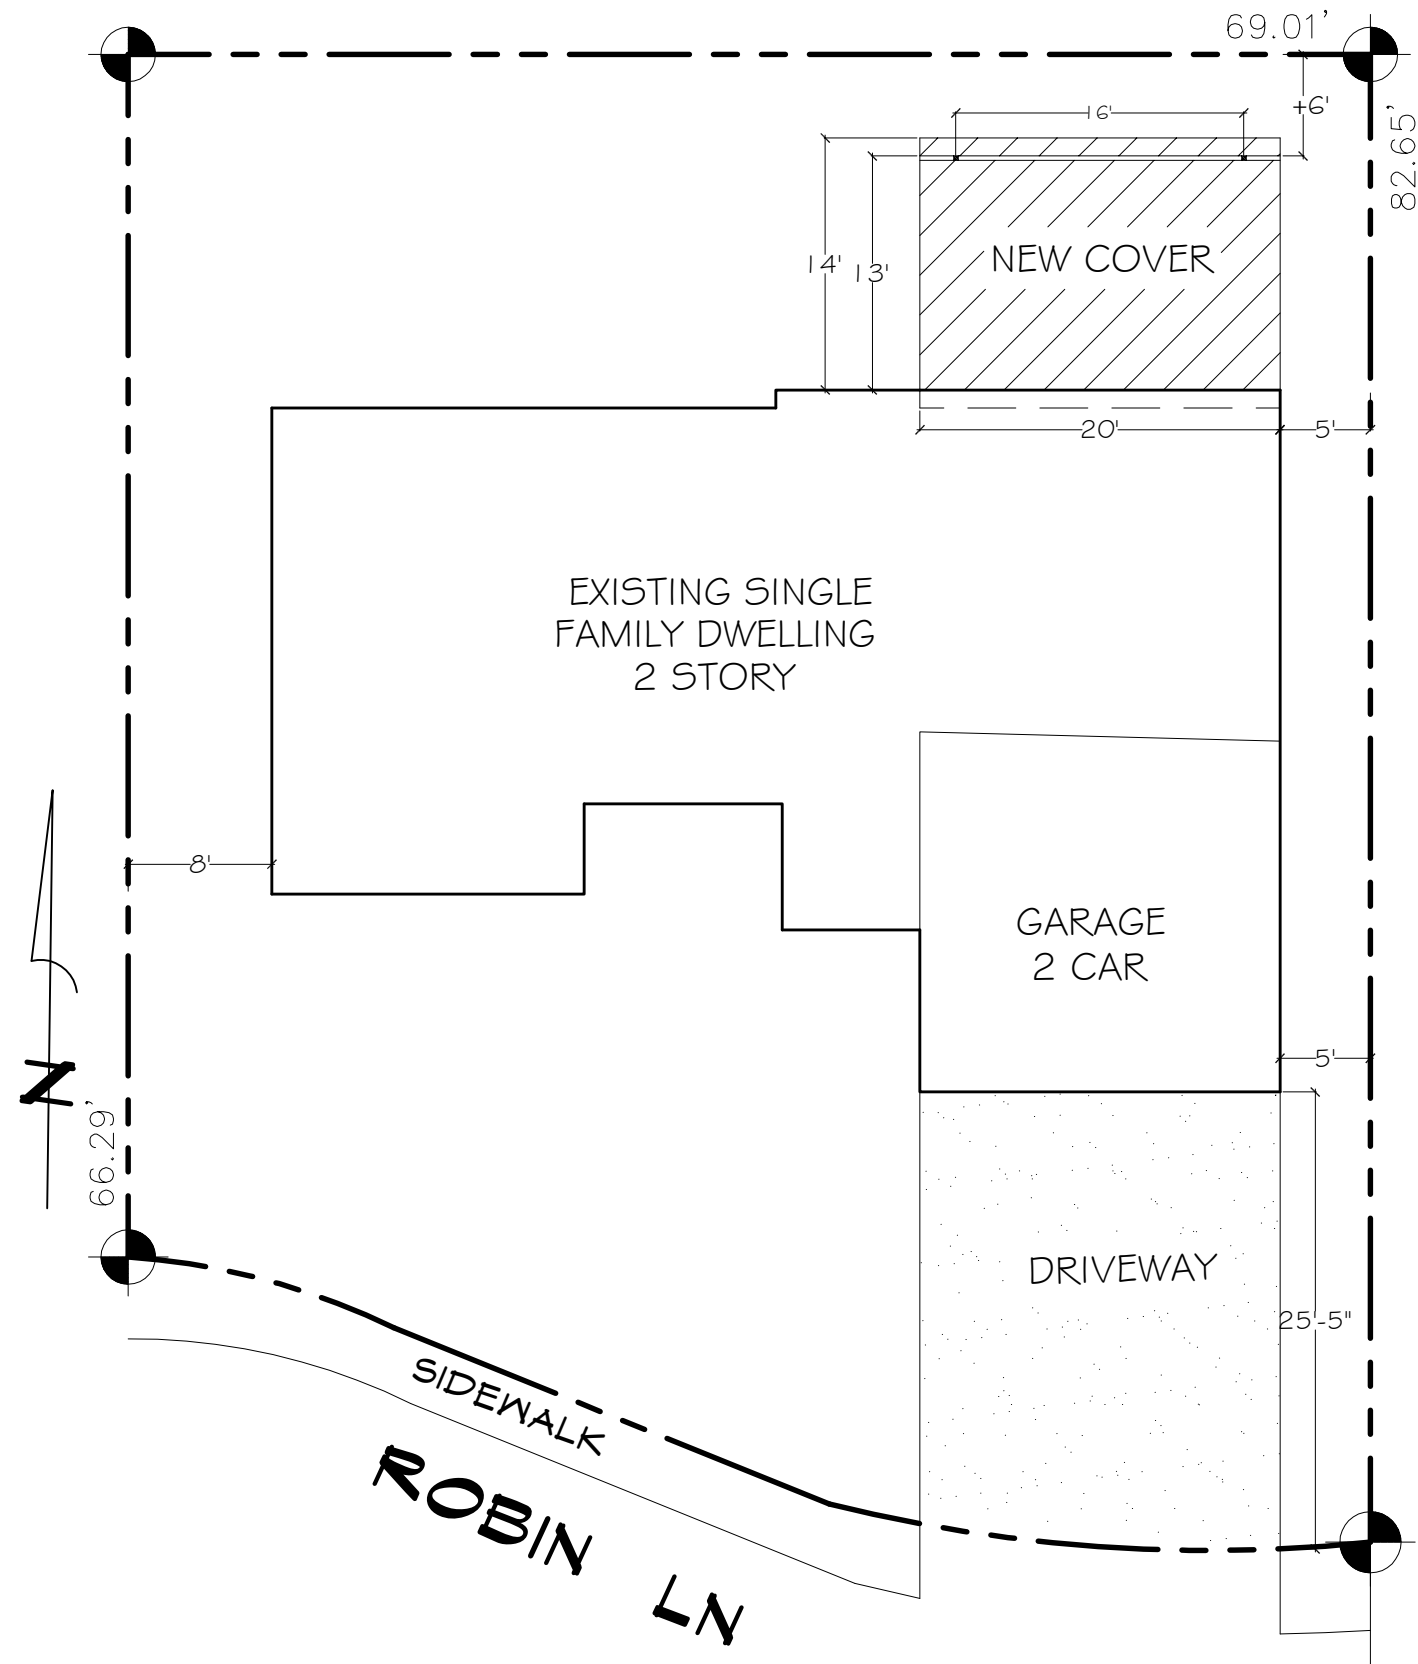 69.01'
16'
+6'
82.65'
14'
13'
NEW COVER
20'
5'
EXISTING SINGLE
FAMILY DWELLING
2 STORY
8'
GARAGE
2 CAR
5'
N
66.29'
DRIVEWAY
25'-5"
SIDEWALK
ROBIN LN